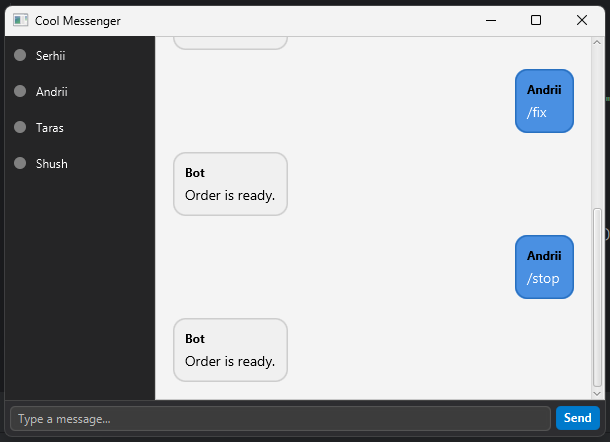 Cool Messenger
Serhii
Andrii
Taras
Shush
Andrii
/fix
Bot
Order is ready.
Andrii
/stop
Bot
Order is ready.
Type a message...
Send